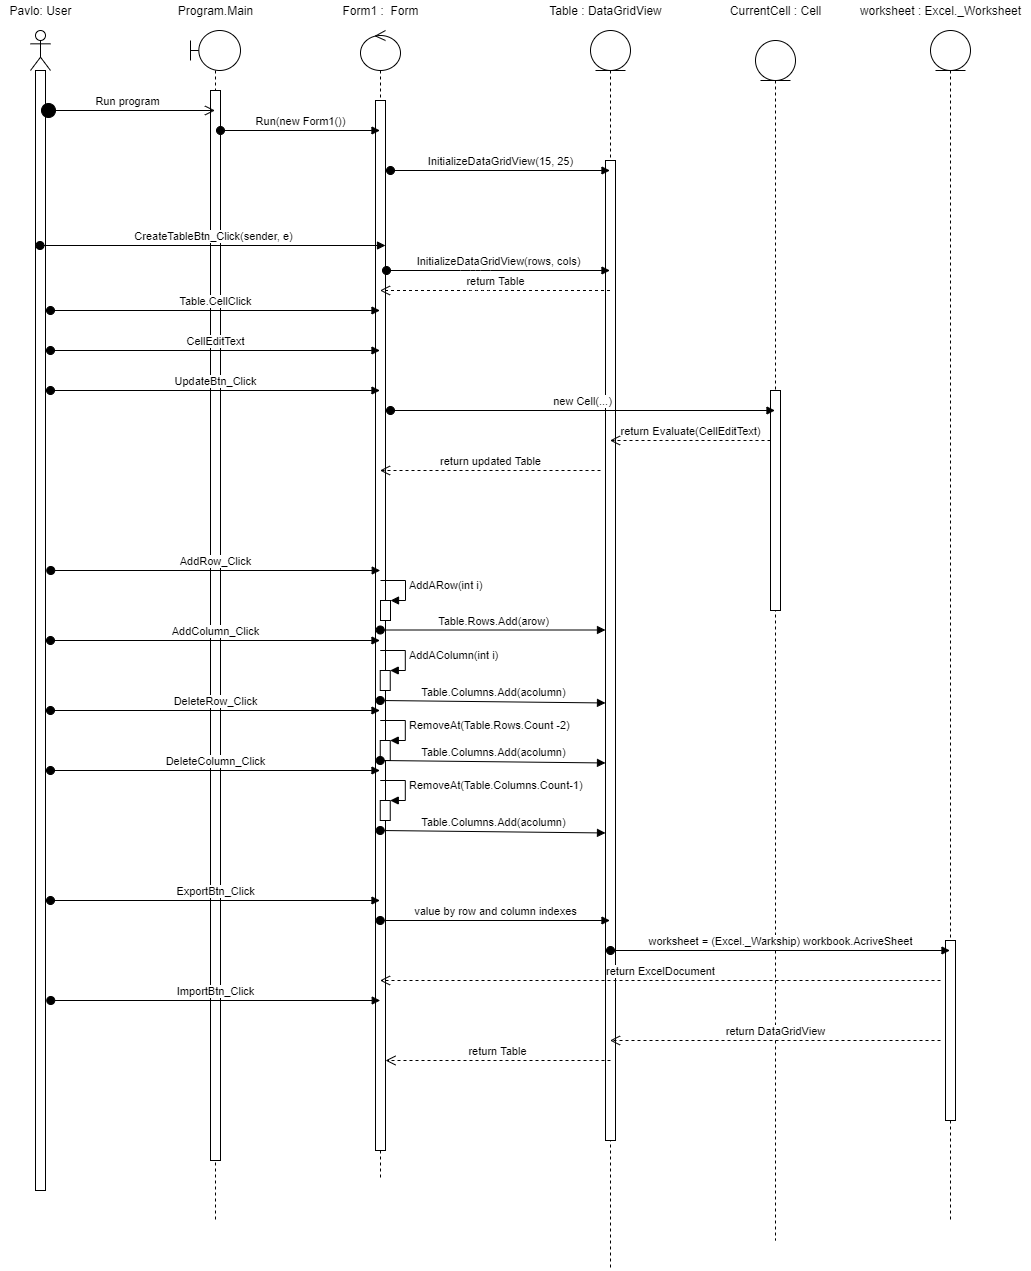 Pavlo: User
Program.Main
Form1 : Form
Table : DataGridView
CurrentCell : Cell
worksheet : Excel._Worksheet
Run program
Run(new Form1())
InitializeDataGridView(15, 25)
CreateTableBtn_Click(sender, e)
InitializeDataGridView(rows, cols)
return Table
Table.CellClick
CellEditText
UpdateBtn_Click
new Cell(...)
return Evaluate(CellEditText)
return updated Table
AddRow_Click
AddARow(int i)
Table.Rows.Add(arow)
AddColumn_Click
AddAColumn(int i)
Table.Columns.Add(acolumn)
DeleteRow_Click
RemoveAt(Table.Rows.Count -2)
Table.Columns.Add(acolumn)
DeleteColumn_Click
RemoveAt(Table.Columns.Count-1)
Table.Columns.Add(acolumn)
ExportBtn_Click
value by row and column indexes
worksheet = (Excel._Warkship) workbook.AcriveSheet
return ExcelDocument
ImportBtn_Click
return DataGridView
return Table